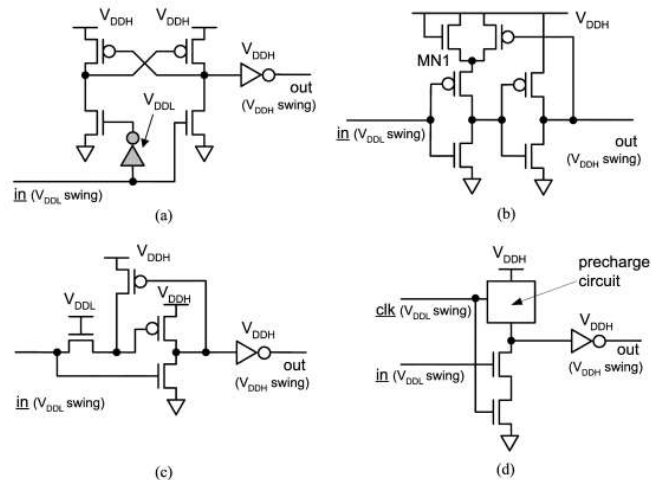 V_DDH V_DDH
V_DDH
V_DDL
out
(V_DDH swing)
in (V_DDL swing)
(a)
V_DDH
MN1
in (V_DDL swing)
out
(V_DDH swing)
(b)
V_DDH
V_DDL
V_DDH
V_DDH
out
(V_DDH swing)
in (V_DDL swing)
(c)
V_DDH
precharge
circuit
clk (V_DDL swing)
V_DDH
out
(V_DDH swing)
in (V_DDL swing)
(d)